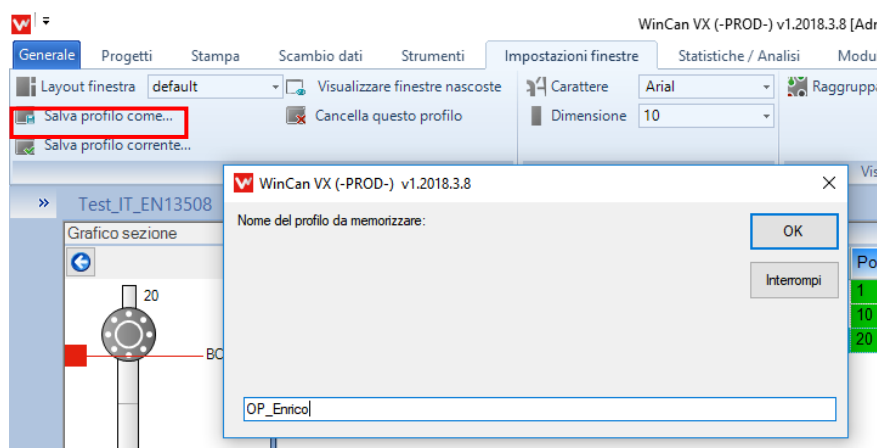 WinCan VX (-PROD-) v1.2018.3.8 [Adr
Generale Progetti Stampa Scambio dati Strumenti Impostazioni finestre Statistiche / Analisi Modu
Layout finestra default Visualizzare finestre nascoste Carattere Arial Raggruppa
Salva profilo come... Cancella questo profilo Dimensione 10
Salva profilo corrente...
Vis
WinCan VX (-PROD-) v1.2018.3.8
Test_IT_EN13508
Nome del profilo da memorizzare:
OK
Grafico sezione
Interrompi
Po
20
1
10
20
BC
OP_Enrico